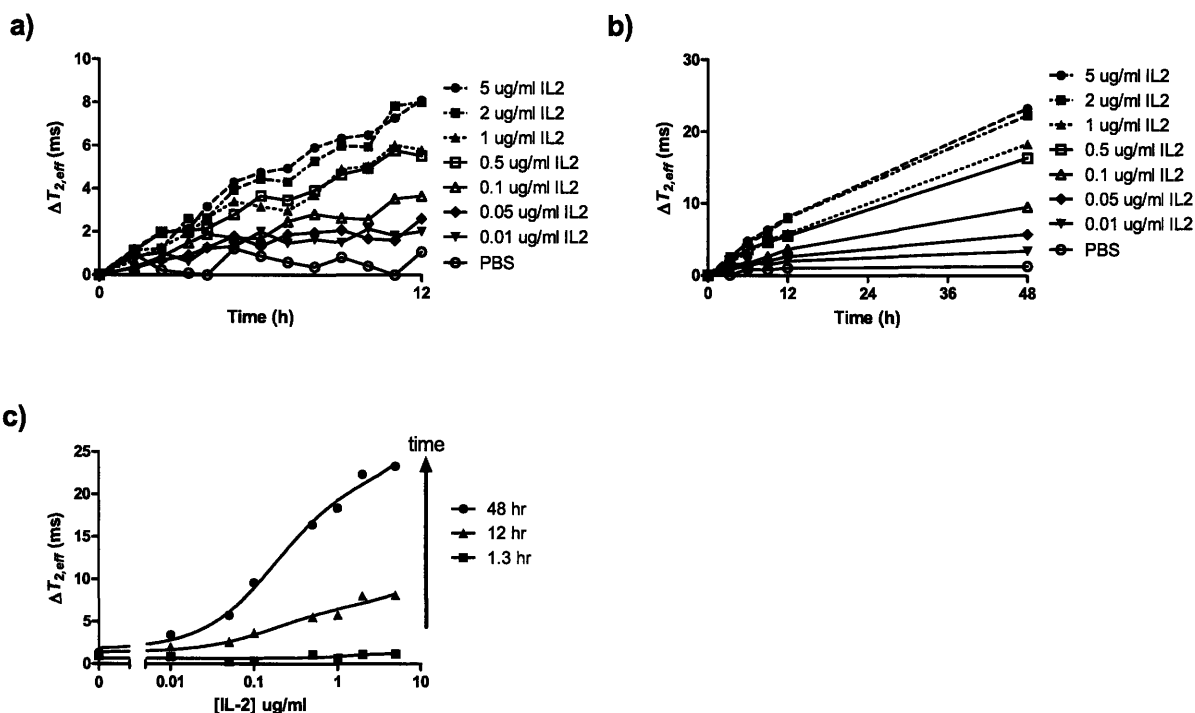 a)
10
8
6
4
2
0
ΔT2,eff (ms)
0
12
Time (h)
5 ug/ml IL2
2 ug/ml IL2
1 ug/ml IL2
0.5 ug/ml IL2
0.1 ug/ml IL2
0.05 ug/ml IL2
0.01 ug/ml IL2
PBS
b)
30
20
10
0
ΔT2,eff (ms)
0
12
24
36
48
Time (h)
5 ug/ml IL2
2 ug/ml IL2
1 ug/ml IL2
0.5 ug/ml IL2
0.1 ug/ml IL2
0.05 ug/ml IL2
0.01 ug/ml IL2
PBS
c)
25
20
15
10
5
0
ΔT2,eff (ms)
0
0.01
0.1
1
10
[IL-2] ug/ml
time
48 hr
12 hr
1.3 hr